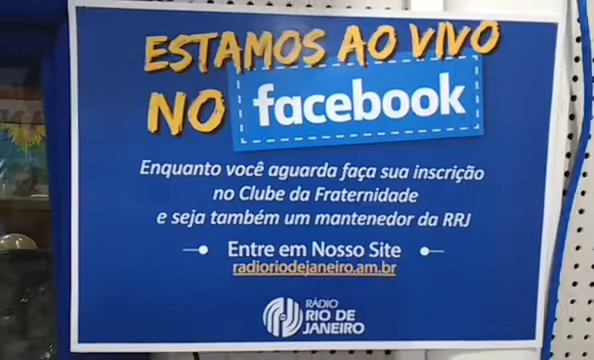 ESTAMOS AO VIVO
NO facebook
Enquanto você aguarda faça sua inscrição
no Clube da Fraternidade
e seja também um mantenedor da RRJ
Entre em Nosso Site
radioriodejaneiro.am.br
RÁDIO
RIO DE
JANEIRO